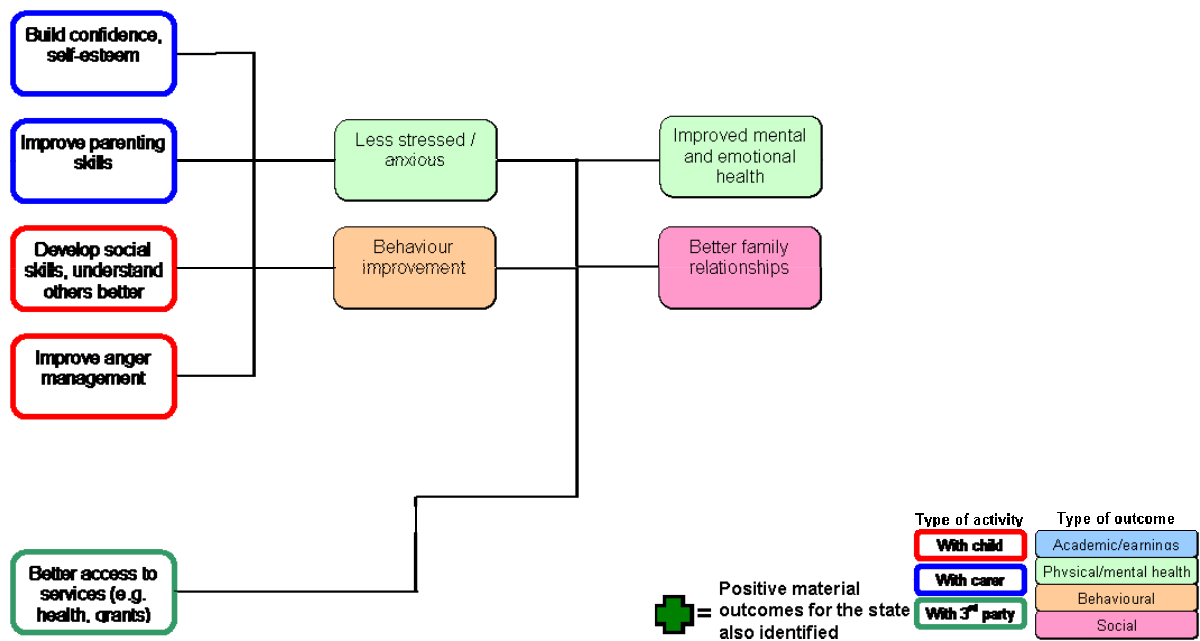 Build confidence,
self-esteem
Improve parenting
skills
Less stressed /
anxious
Improved mental
and emotional
health
Develop social
skills, understand
others better
Behaviour
improvement
Better family
relationships
Improve anger
management
Better access to
services (e.g.
health, grants)
= Positive material
outcomes for the state
also identified
Type of activity
With child
With carer
With 3rd party
Type of outcome
Academic/earnings
Physical/mental health
Behavioural
Social